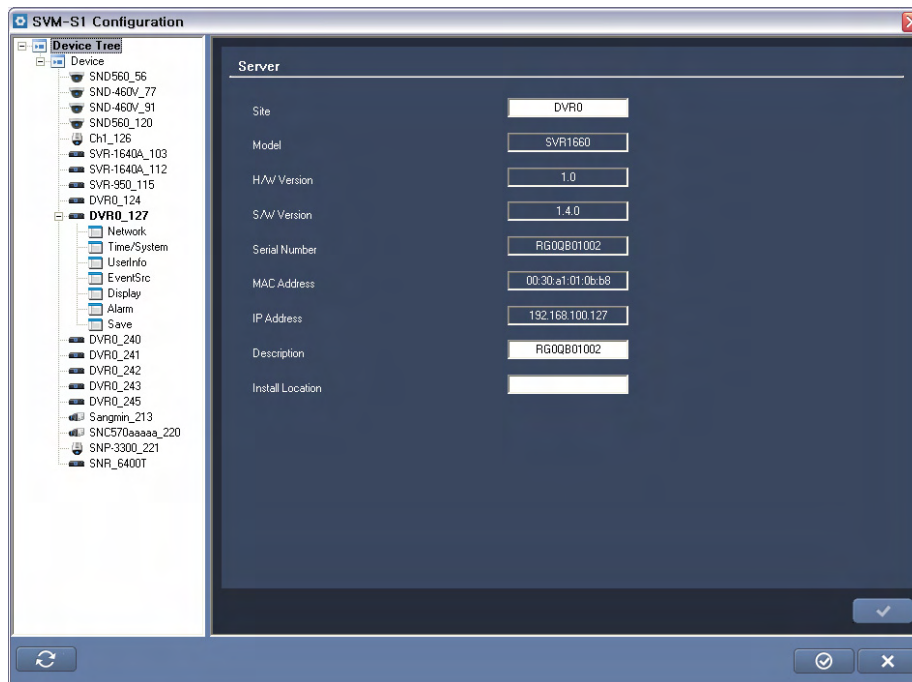 SVM-S1 Configuration
Device Tree
Device
SND560_56
SND-460V_77
SND-460V_91
SND560_120
Ch1_126
SVR-1640A_103
SVR-1640A_112
SVR-950_115
DVR0_124
DVR0_127
Network
Time/System
UserInfo
EventSrc
Display
Alarm
Save
DVR0_240
DVR0_241
DVR0_242
DVR0_243
DVR0_245
Sangmin_213
SNC570aaaaa_220
SNP-3300_221
SNR_6400T
Server
Site DVR0
Model SVR1660
H/W Version 1.0
S/W Version 1.4.0
Serial Number RG0QB01002
MAC Address 00:30:a1:01:0b:b8
IP Address 192.168.100.127
Description RG0QB01002
Install Location